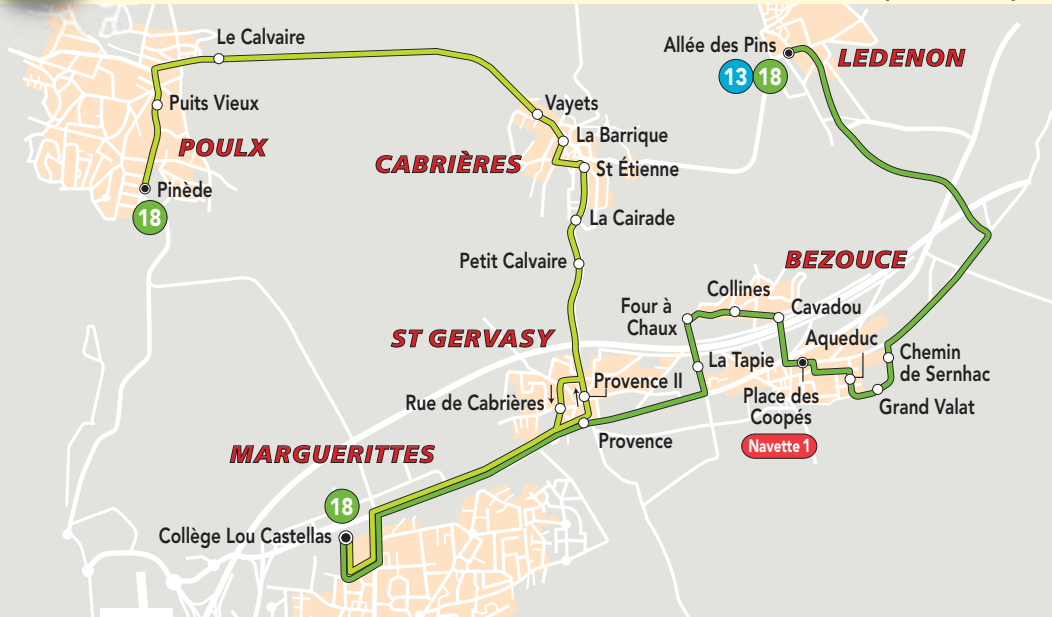 Le Calvaire
Allée des Pins
LEDENON
13
18
Puits Vieux
Vayets
La Barrique
POULX
CABRIÈRES
St Étienne
Pinède
18
La Cairade
Petit Calvaire
BEZOUCE
Collines
Four à
Chaux
Cavadou
ST GERVASY
Aqueduc
La Tapie
Chemin
de Sernhac
Provence II
Rue de Cabrières
Place des
Coopés
Grand Valat
Provence
Navette 1
MARGUERITTES
18
Collège Lou Castellas